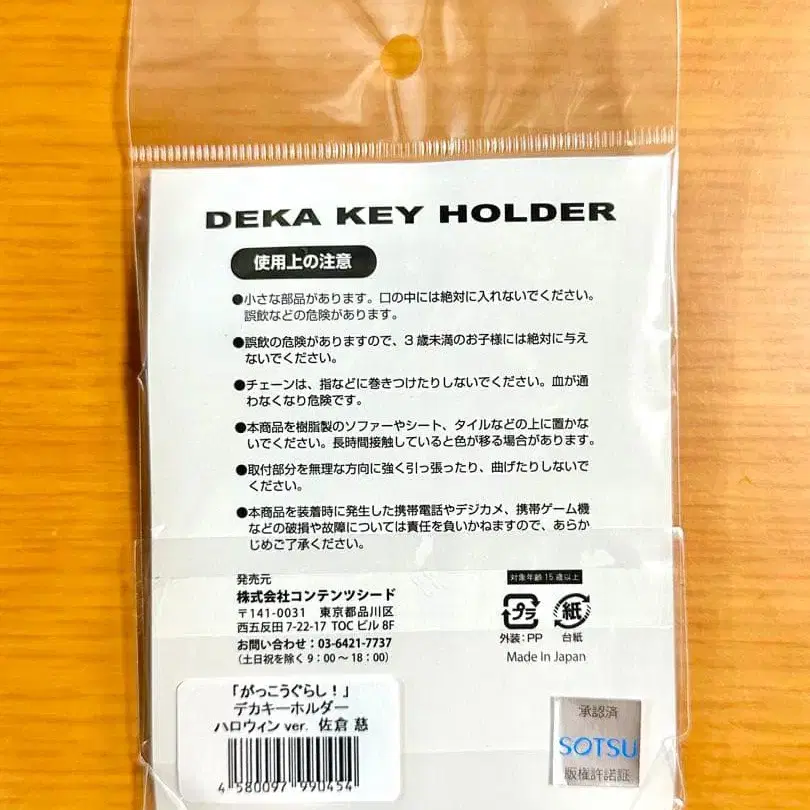 DEKA KEY HOLDER
使用上の注意
●小さな部品があります。口の中には絶対に入れないでください。
誤飲などの危険があります。
●誤飲の危険がありますので、3歳未満のお子様には絶対に与え
ないでください。
●チェーンは、指などに巻きつけたりしないでください。血が通
わなくなり危険です。
●本商品を樹脂製のソファーやシート、タイルなどの上に置かな
いでください。長時間接触していると色が移る場合があります。
●取付部分を無理な方向に強く引っ張ったり、曲げたりしないで
ください。
●本商品を装着時に発生した携帯電話やデジカメ、携帯ゲーム機
などの破損や故障については責任を負いかねますので、あらか
じめご了承ください。
発売元
株式会社コンテンツシード
〒141-0031 東京都品川区
西五反田 7-22-17 TOC ビル 8F
お問い合わせ：03-6421-7737
（土日祝を除く 9：00～18：00）
対象年齢 15歳以上
プラ
紙
外装：PP
台紙
Made In Japan
「がっこうぐらし！」
デカキーホルダー
ハロウィン ver. 佐倉 慈
4 580097 990454
承認済
SOTSU
版権許諾証